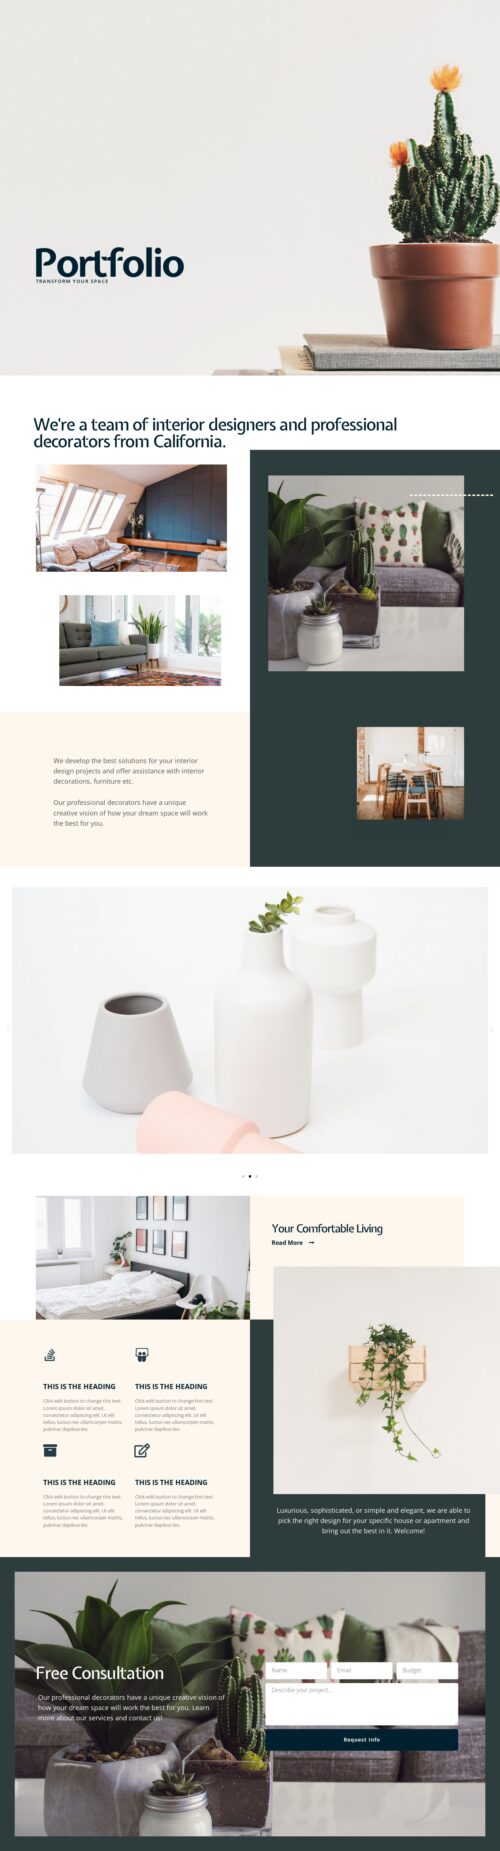 Portfolio
TRANSFORM YOUR SPACE
We're a team of interior designers and professional
decorators from California.
We develop the best solutions for your interior
design projects and offer assistance with interior
decorations, furniture etc.
Our professional decorators have a unique
creative vision of how your dream space will work
the best for you.
Your Comfortable Living
Read More
THIS IS THE HEADING
Click edit button to change this text.
Lorem ipsum dolor sit amet,
consectetur adipiscing elit. Ut elit
tellus, luctus nec ullamcorper mattis,
pulvinar dapibus leo.
THIS IS THE HEADING
Click edit button to change this text.
Lorem ipsum dolor sit amet,
consectetur adipiscing elit. Ut elit
tellus, luctus nec ullamcorper mattis,
pulvinar dapibus leo.
THIS IS THE HEADING
Click edit button to change this text.
Lorem ipsum dolor sit amet,
consectetur adipiscing elit. Ut elit
tellus, luctus nec ullamcorper mattis,
pulvinar dapibus leo.
THIS IS THE HEADING
Click edit button to change this text.
Lorem ipsum dolor sit amet,
consectetur adipiscing elit. Ut elit
tellus, luctus nec ullamcorper mattis,
pulvinar dapibus leo.
Luxurious, sophisticated, or simple and elegant, we are able to
pick the right design for your specific house or apartment and
bring out the best in it. Welcome!
Free Consultation
Our professional decorators have a unique creative vision of
how your dream space will work the best for you. Learn
more about our services and contact us!
Name
Email
Budget
Describe your project...
Request Info